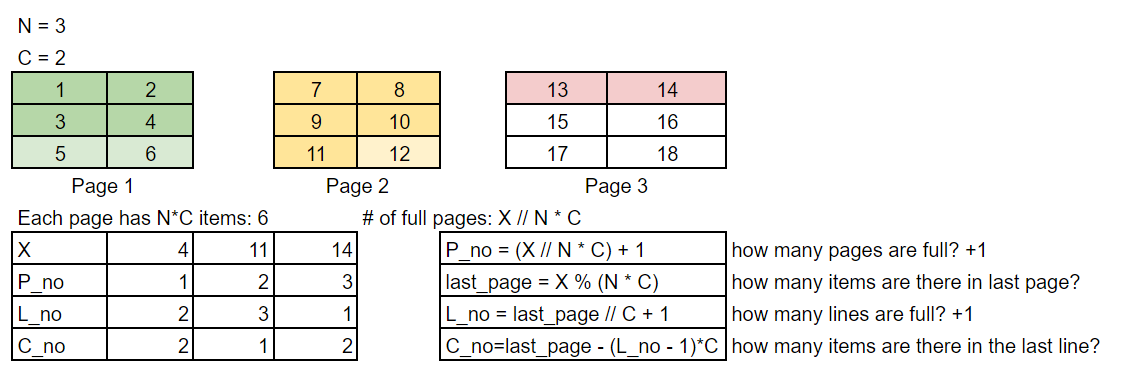 N = 3
C = 2
1 2 7 8 13 14
3 4 9 10 15 16
5 6 11 12 17 18
Page 1 Page 2 Page 3
Each page has N*C items: 6 # of full pages: X // N * C
X 4 11 14 P_no = (X // N * C) + 1 how many pages are full? +1
P_no 1 2 3 last_page = X % (N * C) how many items are there in last page?
L_no 2 3 1 L_no = last_page // C + 1 how many lines are full? +1
C_no 2 1 2 C_no=last_page - (L_no - 1)*C how many items are there in the last line?